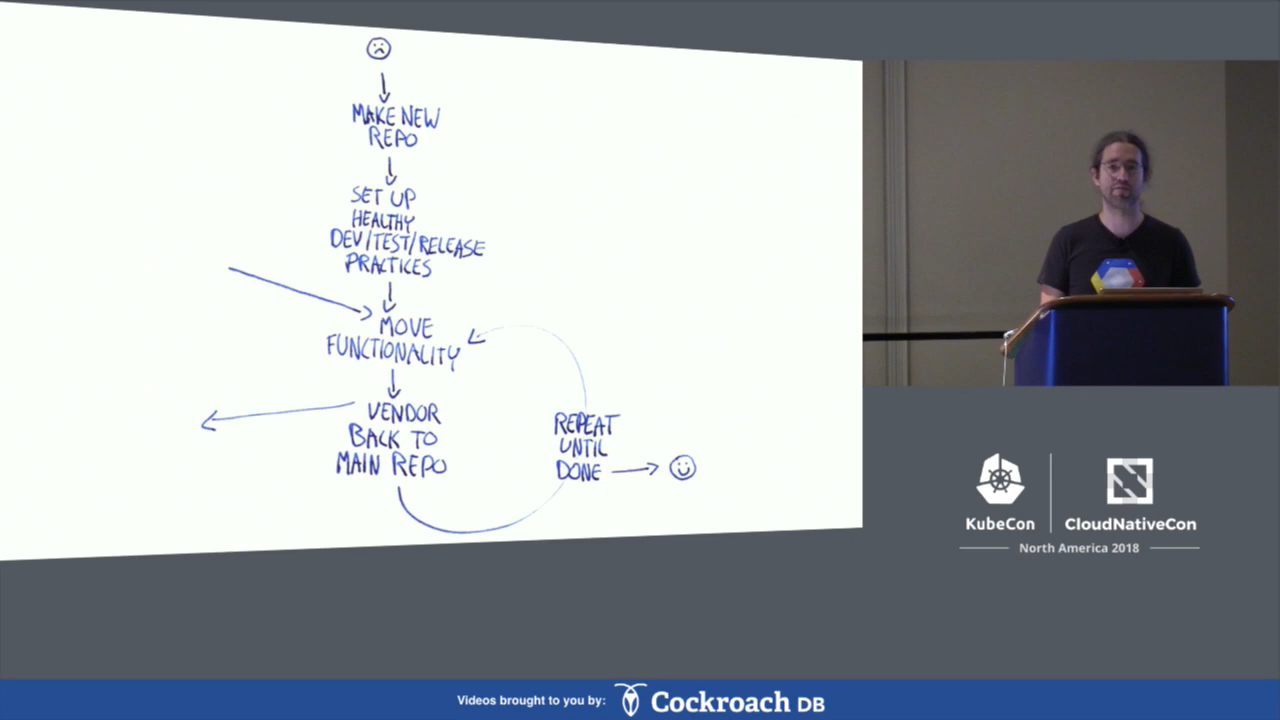 MAKE NEW
REPO
SET UP
HEALTHY
DEV/TEST/RELEASE
PRACTICES
MOVE
FUNCTIONALITY
VENDOR
BACK TO
MAIN REPO
REPEAT
UNTIL
DONE
KubeCon
CloudNativeCon
North America 2018
Videos brought to you by:
Cockroach DB